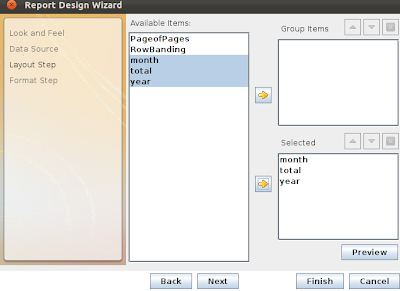 Report Design Wizard
Look and Feel
Data Source
Layout Step
Format Step
Available Items:
PageofPages
RowBanding
month
total
year
Group Items
Selected
month
total
year
Preview
Back
Next
Finish
Cancel